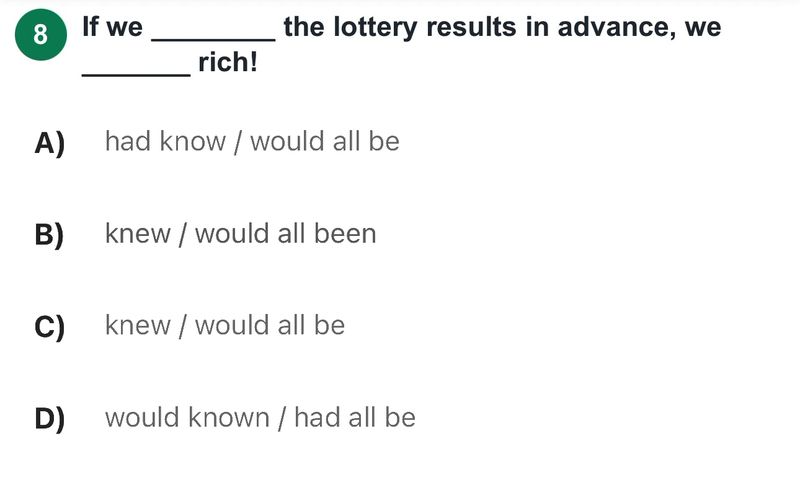 8
If we ________ the lottery results in advance, we
_______ rich!
A) had know / would all be
B) knew / would all been
C) knew / would all be
D) would known / had all be